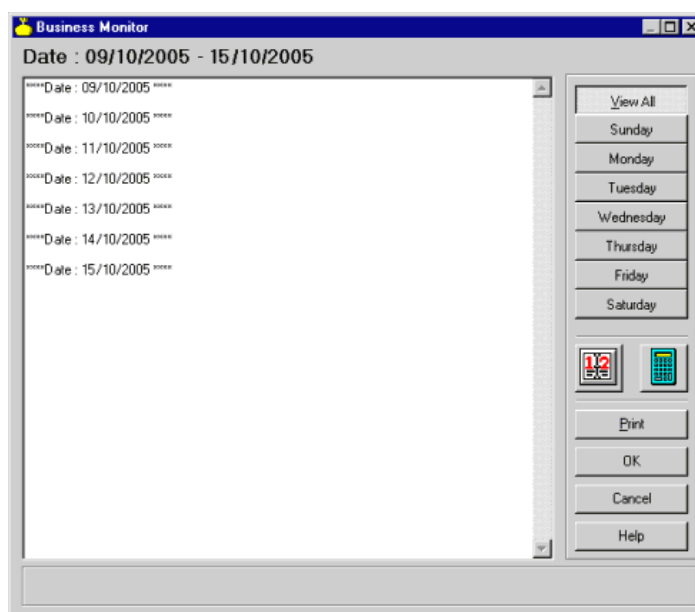 Business Monitor
Date : 09/10/2005 - 15/10/2005
****Date : 09/10/2005 ****
****Date : 10/10/2005 ****
****Date : 11/10/2005 ****
****Date : 12/10/2005 ****
****Date : 13/10/2005 ****
****Date : 14/10/2005 ****
****Date : 15/10/2005 ****
View All
Sunday
Monday
Tuesday
Wednesday
Thursday
Friday
Saturday
12
Print
OK
Cancel
Help